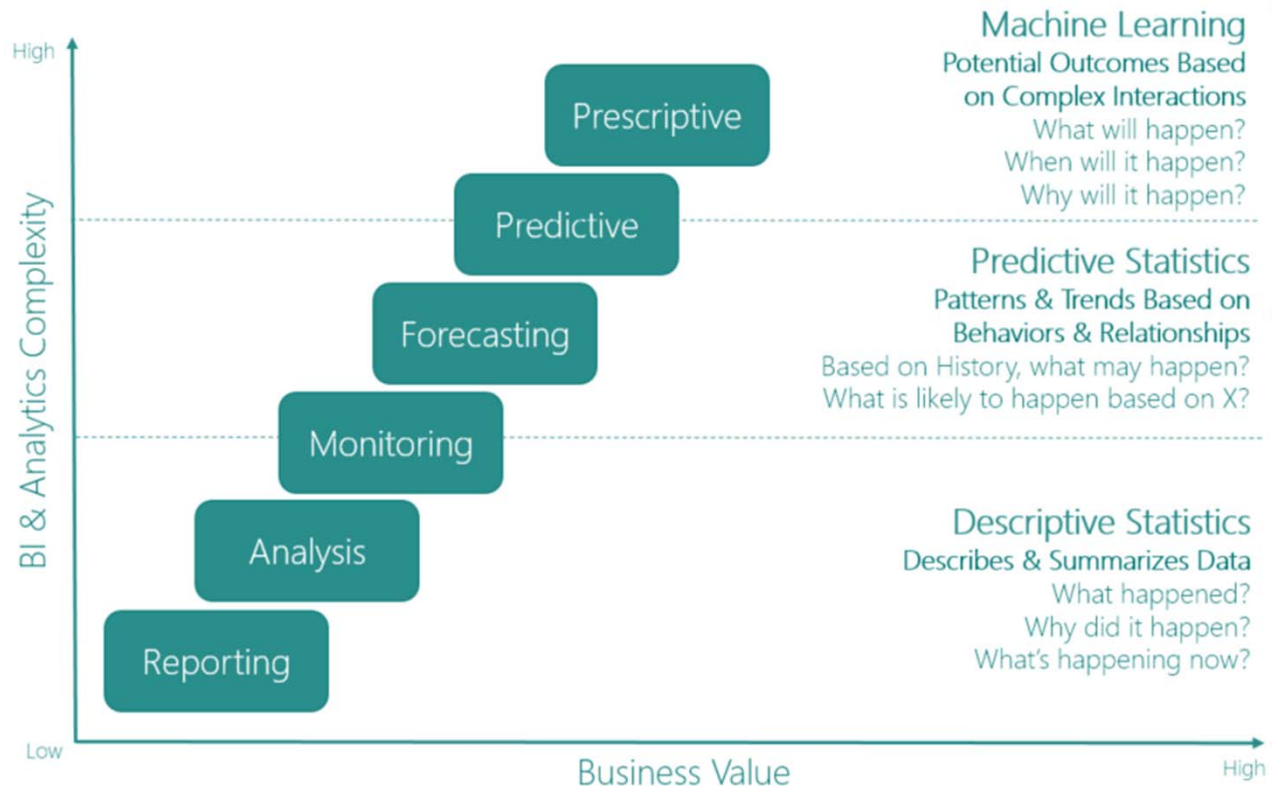 High
Machine Learning
Potential Outcomes Based
on Complex Interactions
What will happen?
When will it happen?
Why will it happen?
Prescriptive
Predictive
Predictive Statistics
Patterns & Trends Based on
Behaviors & Relationships
Based on History, what may happen?
What is likely to happen based on X?
Forecasting
Monitoring
Descriptive Statistics
Describes & Summarizes Data
What happened?
Why did it happen?
What's happening now?
Analysis
Reporting
BI & Analytics Complexity
Low
Business Value
High